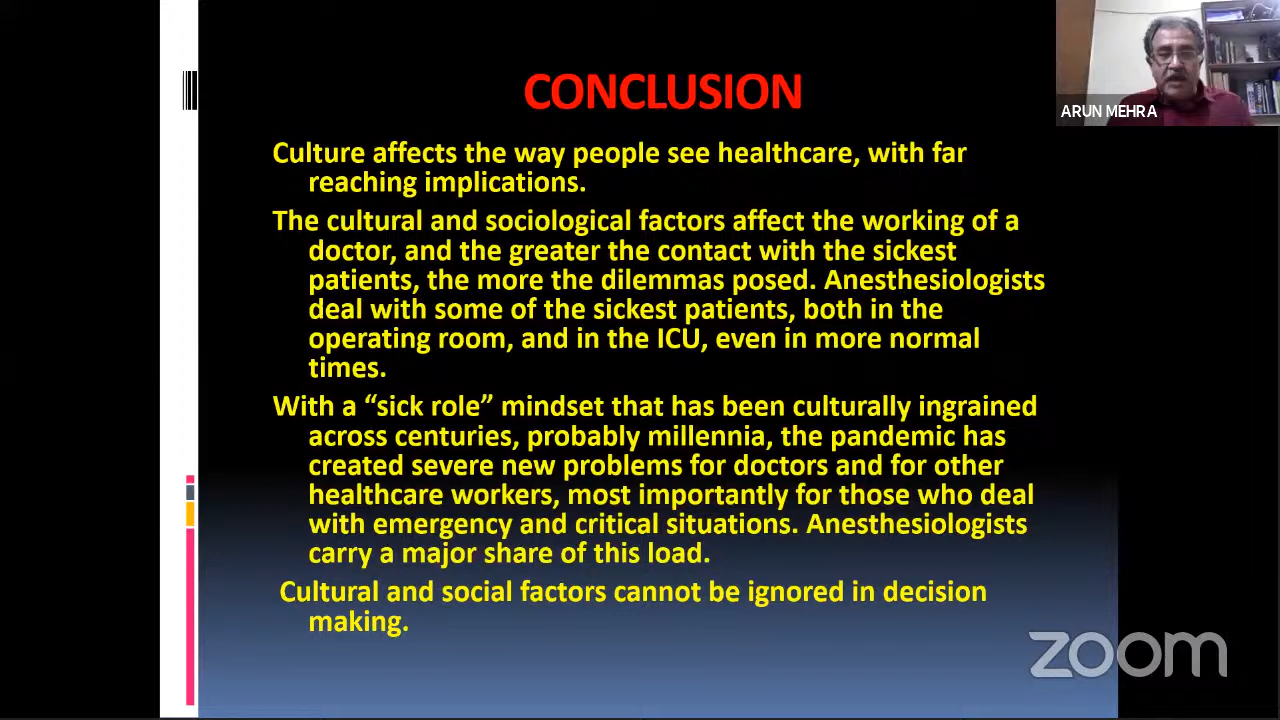 CONCLUSION
ARUN MEHRA
Culture affects the way people see healthcare, with far
reaching implications.
The cultural and sociological factors affect the working of a
doctor, and the greater the contact with the sickest
patients, the more the dilemmas posed. Anesthesiologists
deal with some of the sickest patients, both in the
operating room, and in the ICU, even in more normal
times.
With a “sick role” mindset that has been culturally ingrained
across centuries, probably millennia, the pandemic has
created severe new problems for doctors and for other
healthcare workers, most importantly for those who deal
with emergency and critical situations. Anesthesiologists
carry a major share of this load.
Cultural and social factors cannot be ignored in decision
making.
zoom